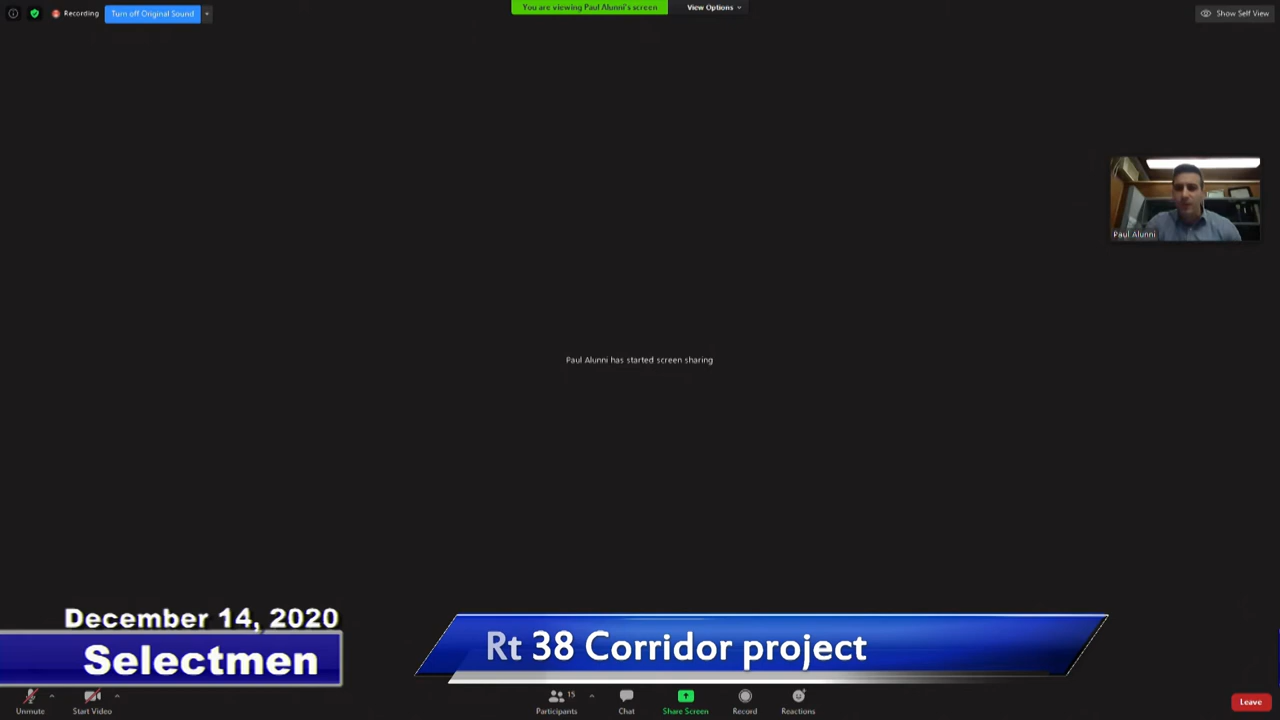 Recording
Turn off Original Sound
You are viewing Paul Alunni's screen
View Options
Show Self View
Paul Alunni
Paul Alunni has started screen sharing
December 14, 2020
Selectmen
Rt 38 Corridor project
Unmute
Start Video
15
Participants
Chat
Share Screen
Record
Reactions
Leave